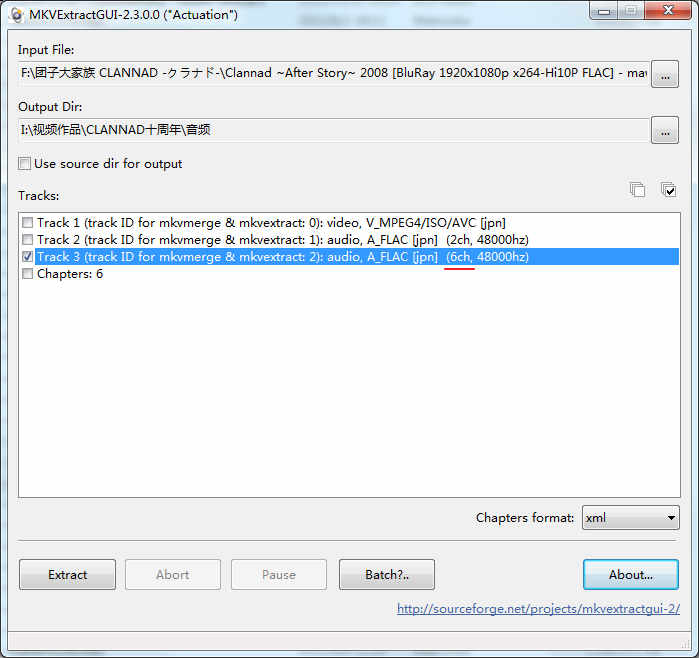 MKVExtractGUI-2.3.0.0 ("Actuation")
Input File:
F:\团子大家族 CLANNAD -クラナド-\Clannad ~After Story~ 2008 [BluRay 1920x1080p x264-Hi10P FLAC] - ma
...
Output Dir:
I:\视频作品\CLANNAD十周年\音频
...
Use source dir for output
Tracks:
Track 1 (track ID for mkvmerge & mkvextract: 0): video, V_MPEG4/ISO/AVC [jpn]
Track 2 (track ID for mkvmerge & mkvextract: 1): audio, A_FLAC [jpn] (2ch, 48000hz)
Track 3 (track ID for mkvmerge & mkvextract: 2): audio, A_FLAC [jpn] (6ch, 48000hz)
Chapters: 6
Chapters format: xml
Extract Abort Pause Batch?.. About...
http://sourceforge.net/projects/mkvextractgui-2/